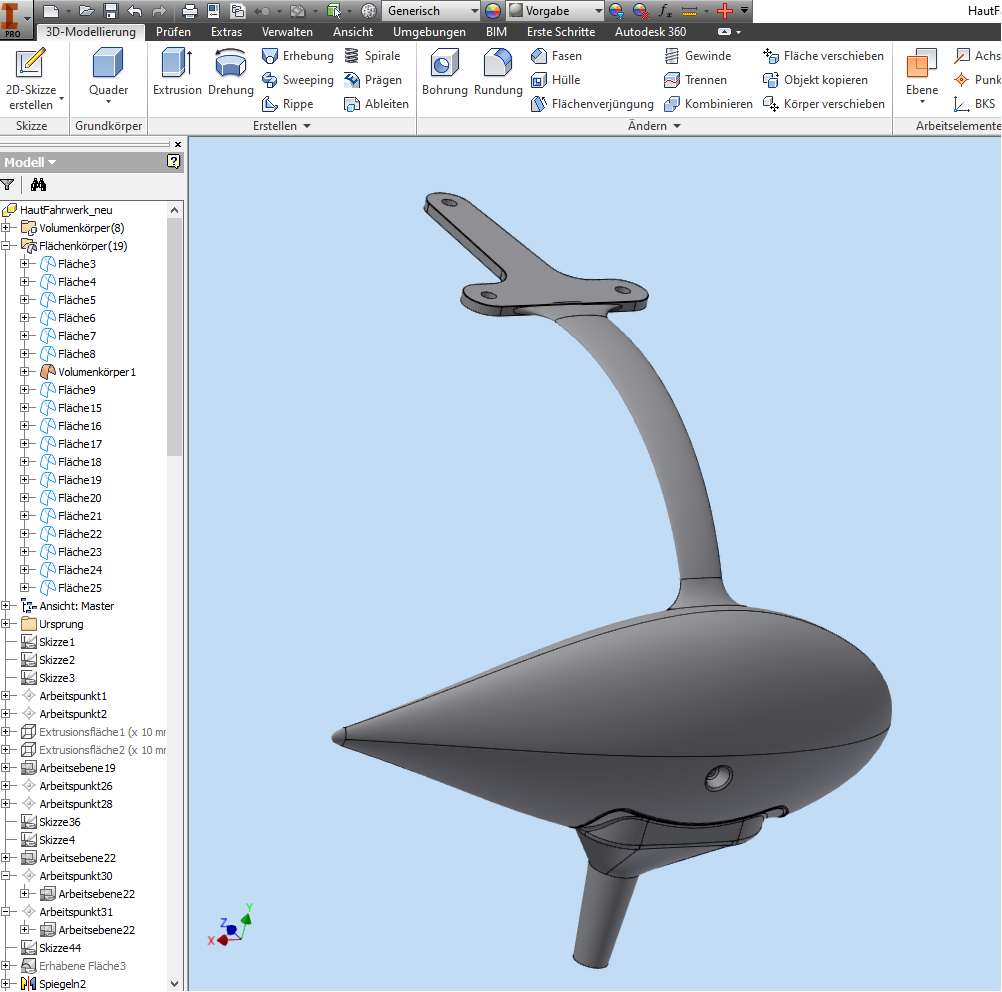 Generisch Vorgabe fx HautF
PRO 3D-Modellierung Prüfen Extras Verwalten Ansicht Umgebungen BIM Erste Schritte Autodesk 360
2D-Skizze erstellen
Skizze
Quader
Grundkörper
Extrusion Drehung
Erhebung Spirale
Sweeping Prägen
Rippe Ableiten
Erstellen
Bohrung Rundung
Fasen Gewinde Fläche verschieben
Hülle Trennen Objekt kopieren
Flächenverjüngung Kombinieren Körper verschieben
Ändern
Ebene
Achs
Punk
BKS
Arbeitselemente
Modell
HautFahrwerk_neu
Volumenkörper(8)
Flächenkörper(19)
Fläche3
Fläche4
Fläche5
Fläche6
Fläche7
Fläche8
Volumenkörper1
Fläche9
Fläche15
Fläche16
Fläche17
Fläche18
Fläche19
Fläche20
Fläche21
Fläche22
Fläche23
Fläche24
Fläche25
Ansicht: Master
Ursprung
Skizze1
Skizze2
Skizze3
Arbeitspunkt1
Arbeitspunkt2
Extrusionsfläche1 (x 10 mm
Extrusionsfläche2 (x 10 mm
Arbeitsebene19
Arbeitspunkt26
Arbeitspunkt28
Skizze36
Skizze4
Arbeitsebene22
Arbeitspunkt30
Arbeitsebene22
Arbeitspunkt31
Arbeitsebene22
Skizze44
Erhabene Fläche3
Spiegeln2
Y
Z
X